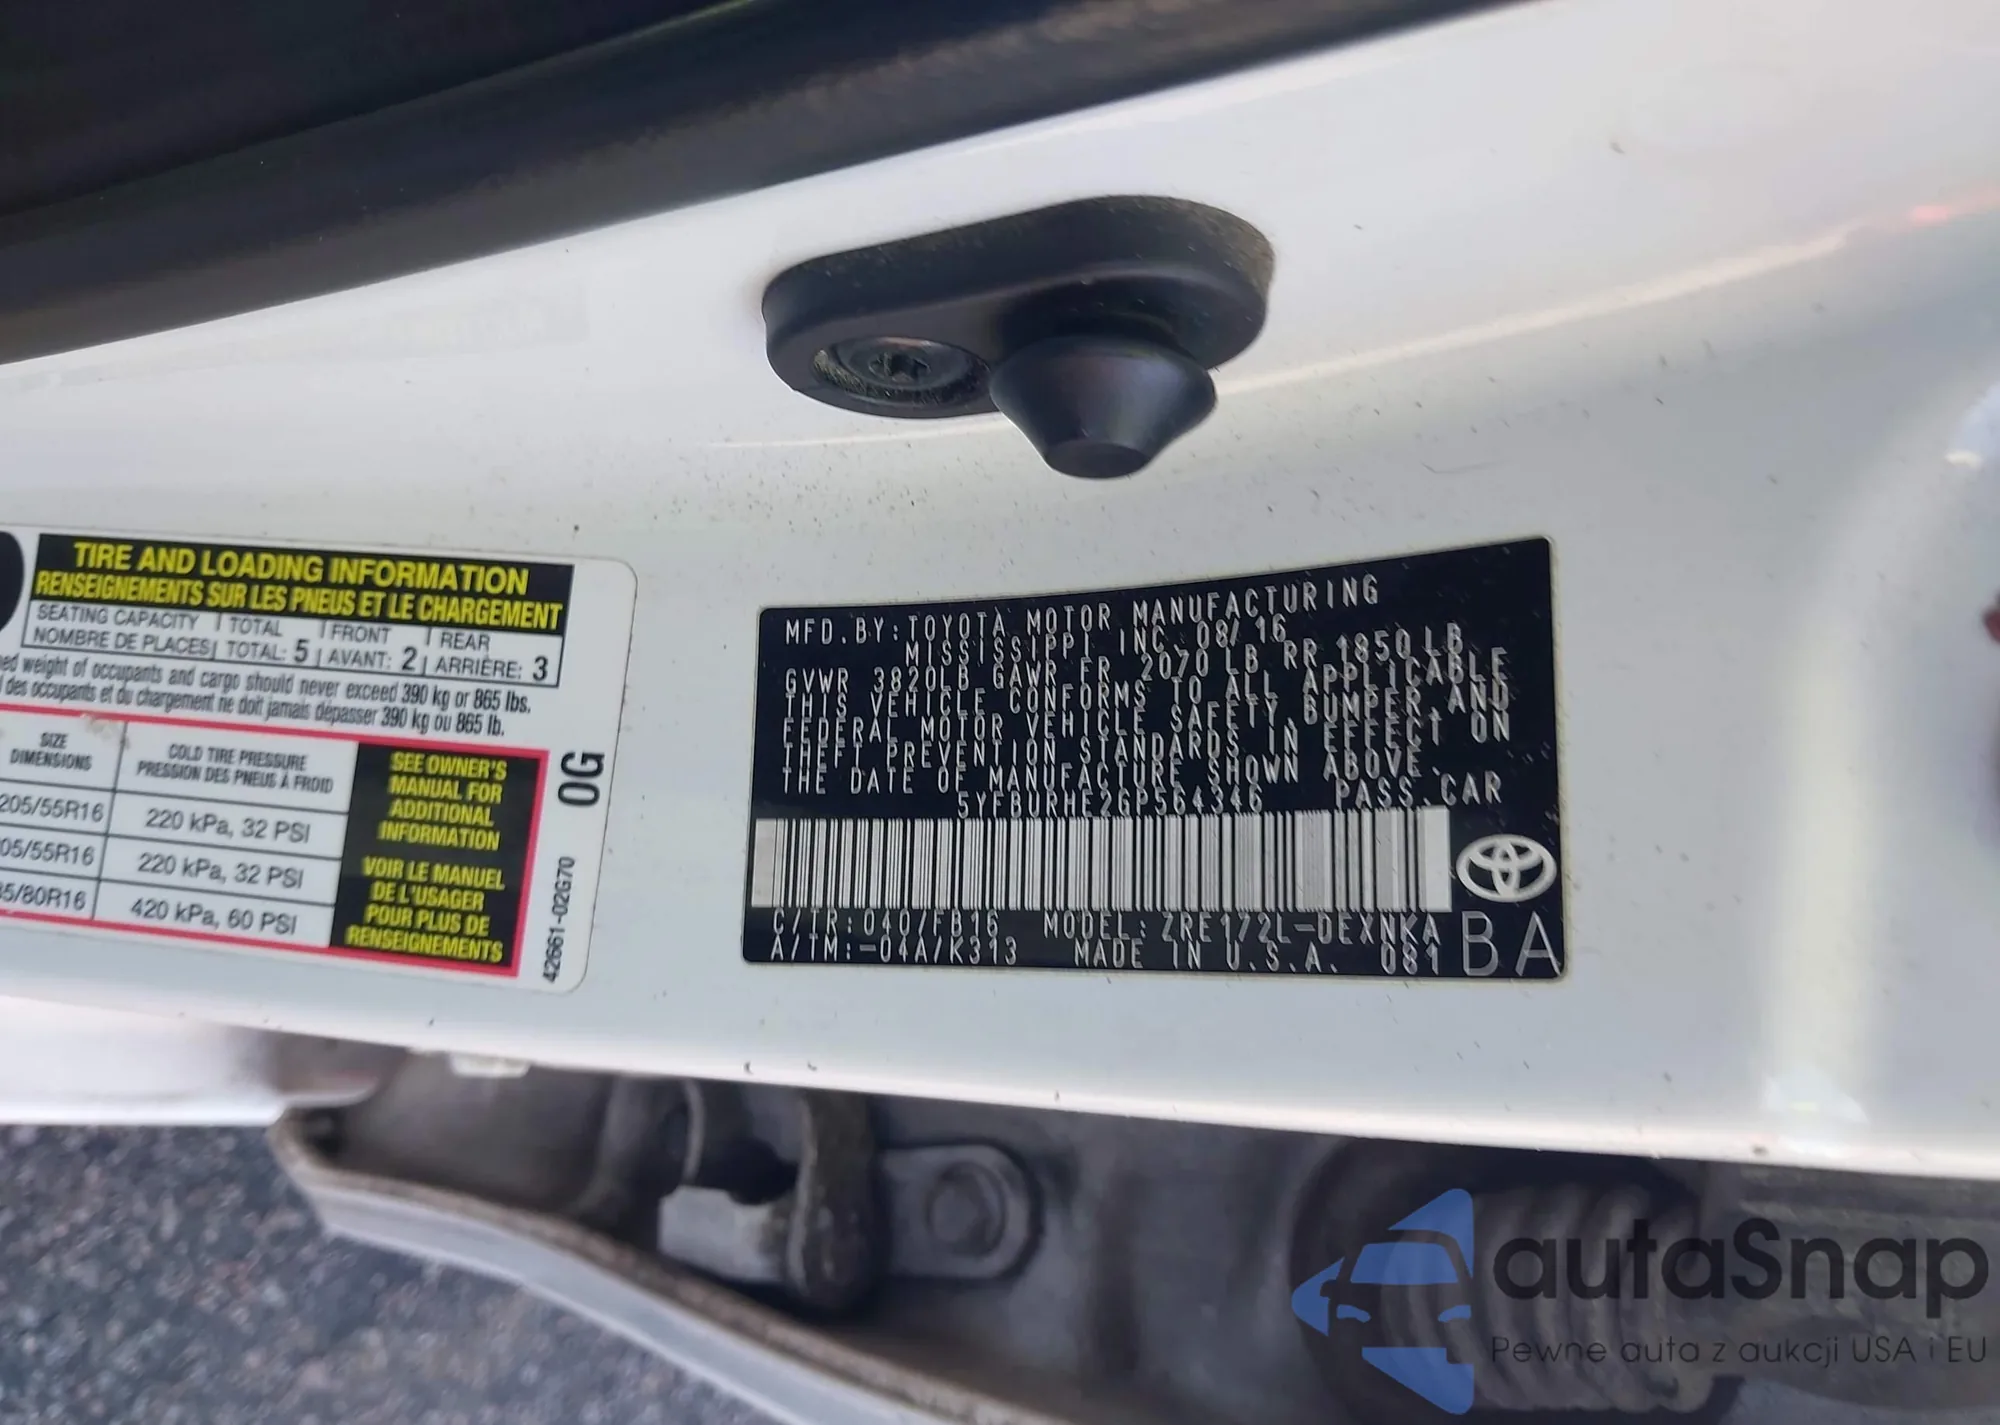 TIRE AND LOADING INFORMATION
RENSEIGNEMENTS SUR LES PNEUS ET LE CHARGEMENT
SEATING CAPACITY TOTAL FRONT REAR
NOMBRE DE PLACES TOTAL: 5 AVANT: 2 ARRIÈRE: 3
weight of occupants and cargo should never exceed 390 kg or 865 lbs.
des occupants et du chargement ne doit jamais dépasser 390 kg ou 865 lb.
SIZE
DIMENSIONS
COLD TIRE PRESSURE
PRESSION DES PNEUS À FROID
205/55R16 220 kPa, 32 PSI
05/55R16 220 kPa, 32 PSI
5/80R16 420 kPa, 60 PSI
SEE OWNER'S
MANUAL FOR
ADDITIONAL
INFORMATION
VOIR LE MANUEL
DE L'USAGER
POUR PLUS DE
RENSEIGNEMENTS
0G
42661-02G70
MFD.BY:TOYOTA MOTOR MANUFACTURING
MISSISSIPPI INC 08/16
GVWR 3820LB GAWR FR 2070 LB RR 1850 LB
THIS VEHICLE CONFORMS TO ALL APPLICABLE
FEDERAL MOTOR VEHICLE SAFETY,BUMPER,AND
THEFT PREVENTION STANDARDS IN EFFECT ON
THE DATE OF MANUFACTURE SHOWN ABOVE.
5YFBURHE2GP564346 PASS.CAR
C/TR:040/FB16 MODEL:ZRE172L-DEXNKA
A/TM:-04A/K313 MADE IN U.S.A. 081
BA
autaSnap
Pewne auta z aukcji USA i EU